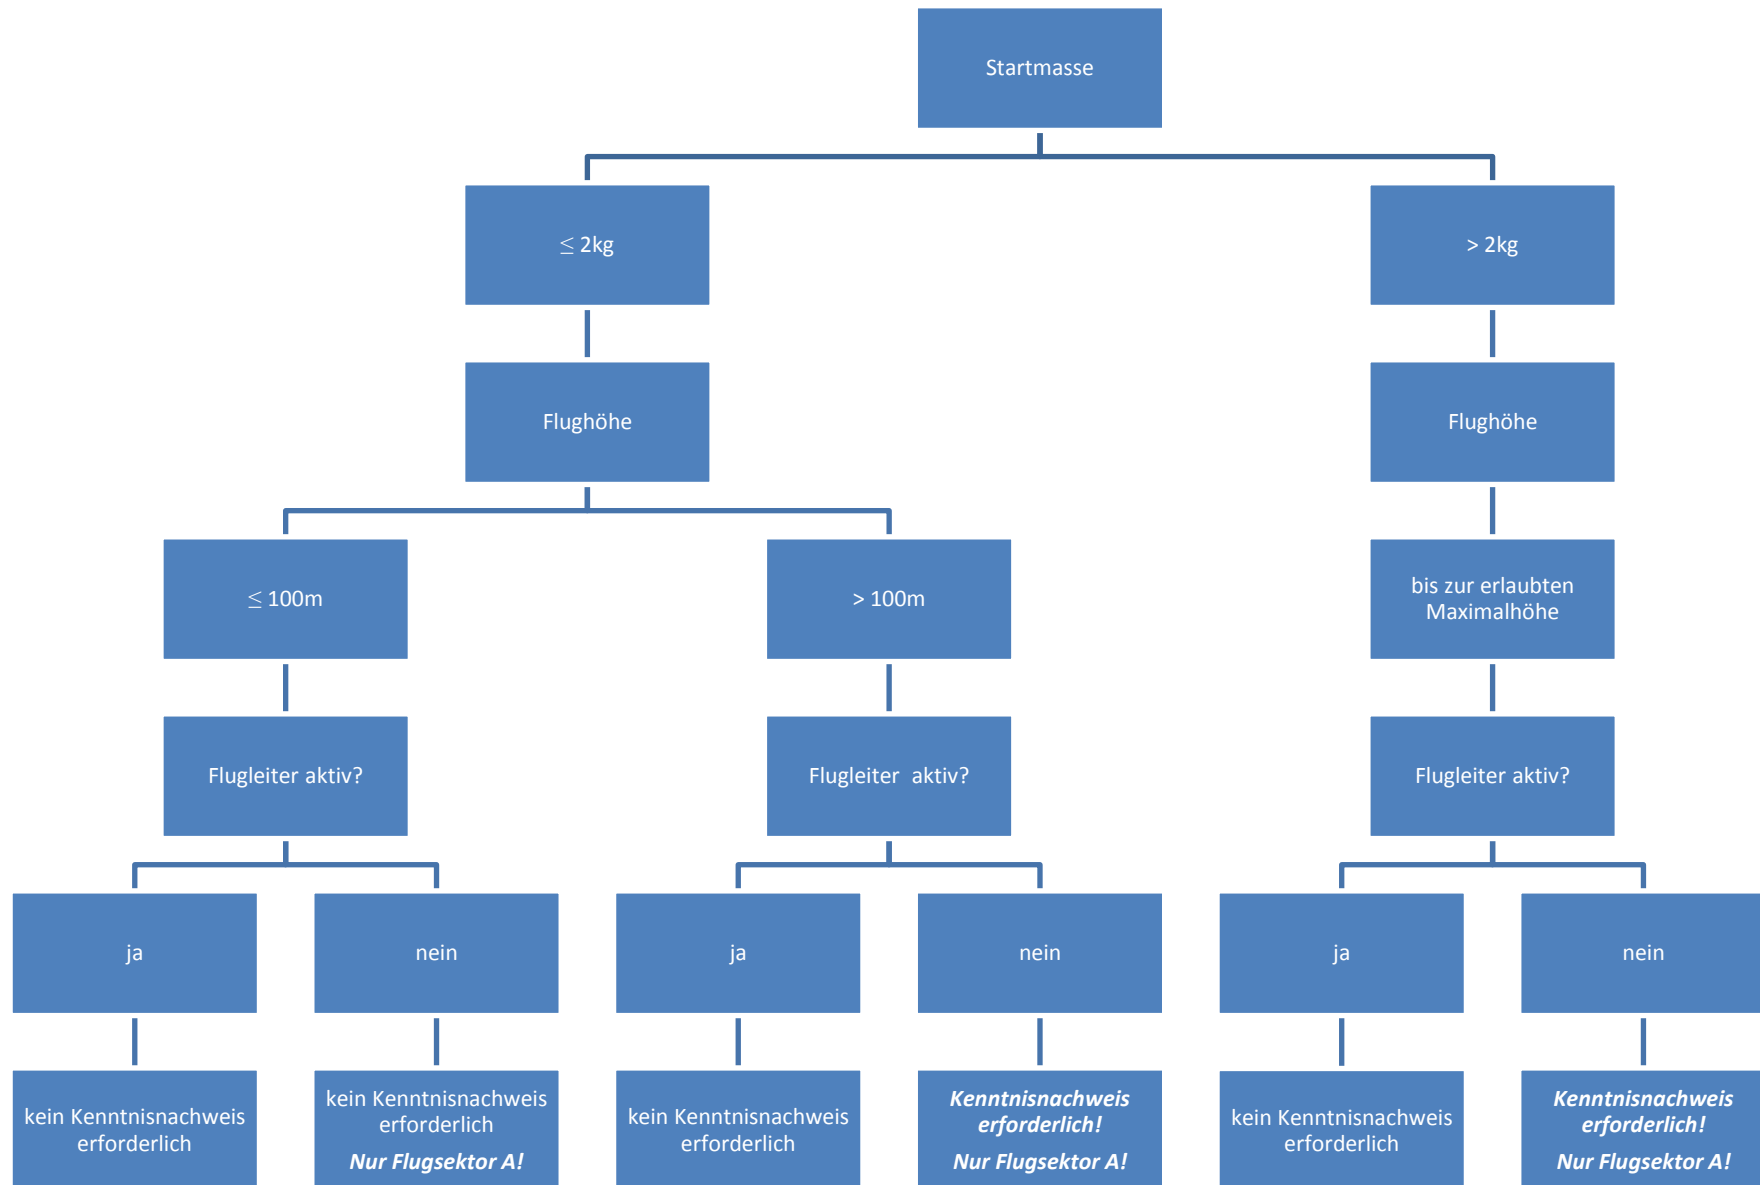 Startmasse
≤ 2kg
> 2kg
Flughöhe
Flughöhe
≤ 100m
> 100m
bis zur erlaubten
Maximalhöhe
Flugleiter aktiv?
Flugleiter  aktiv?
Flugleiter aktiv?
ja
nein
ja
nein
ja
nein
kein Kenntnisnachweis
erforderlich
kein Kenntnisnachweis
erforderlich
Nur Flugsektor A!
kein Kenntnisnachweis
erforderlich
Kenntnisnachweis
erforderlich!
Nur Flugsektor A!
kein Kenntnisnachweis
erforderlich
Kenntnisnachweis
erforderlich!
Nur Flugsektor A!